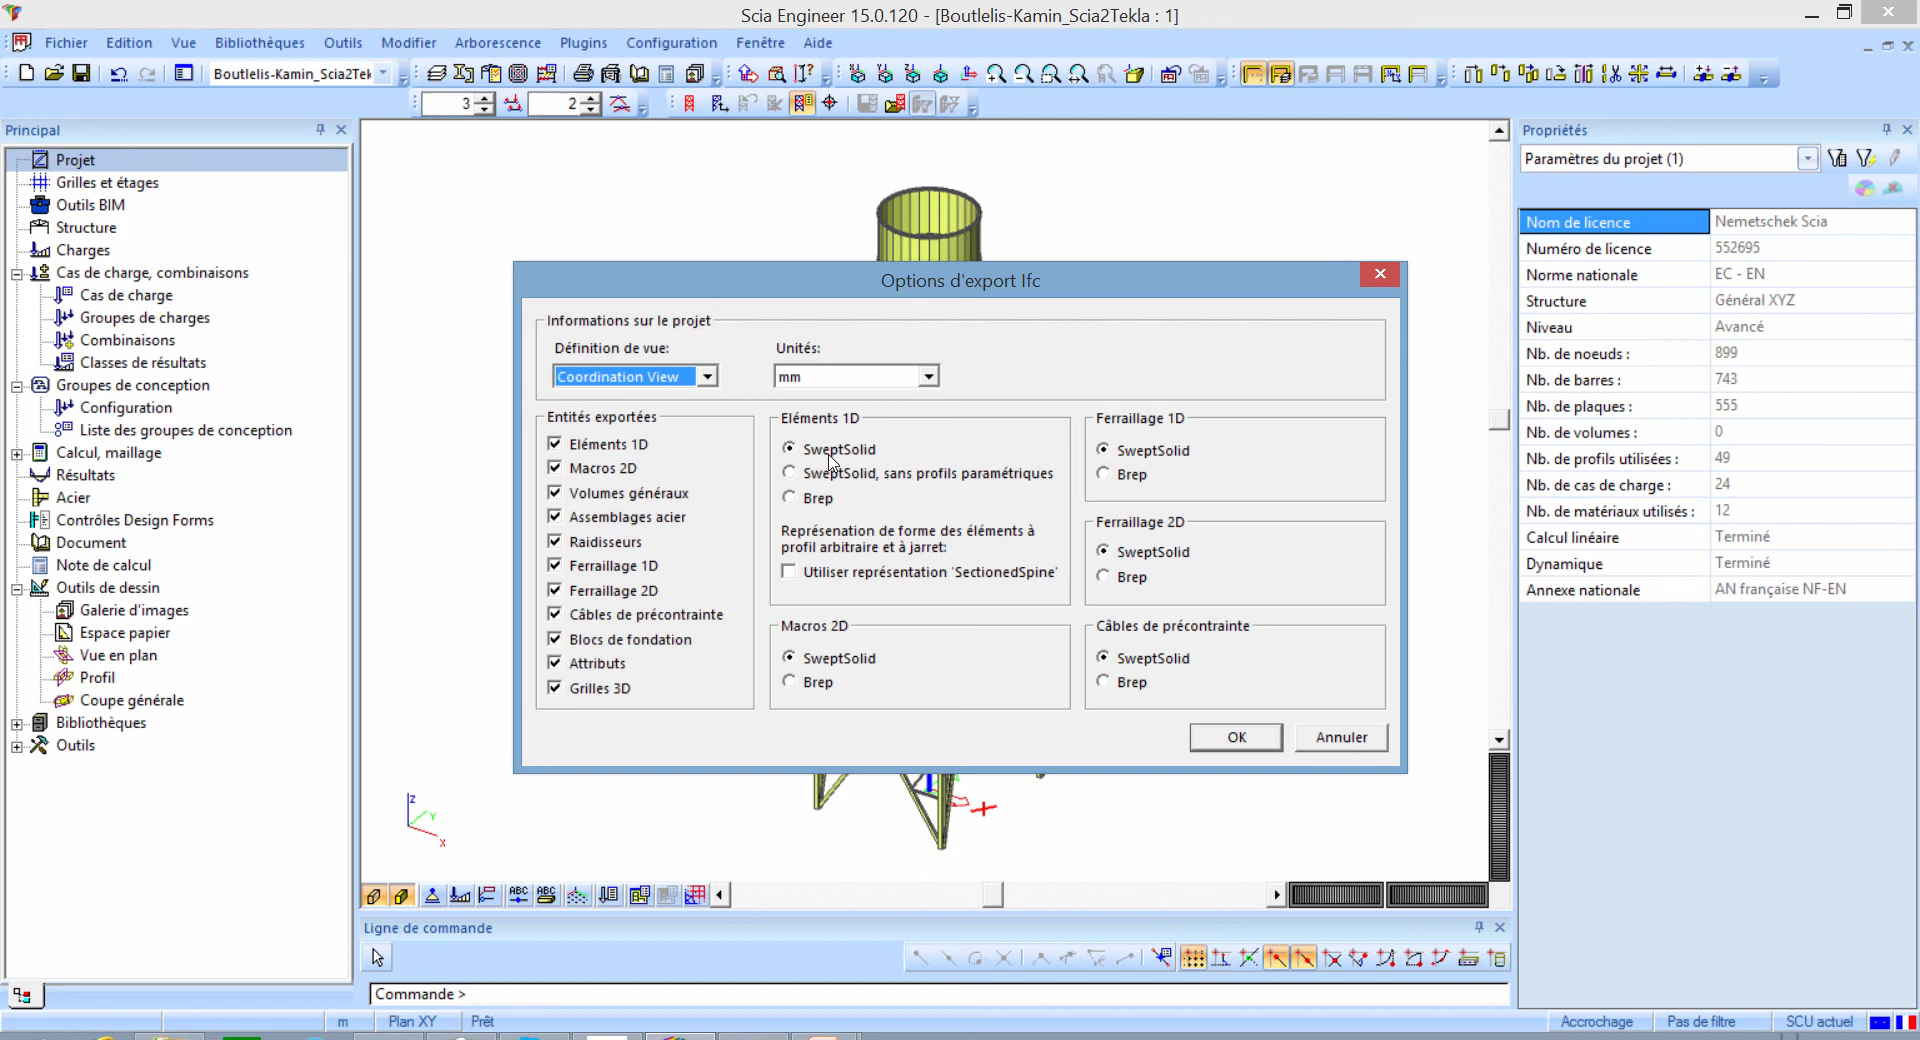 Scia Engineer 15.0.120 - [Boutlelis-Kamin_Scia2Tekla : 1]
Fichier Edition Vue Bibliothèques Outils Modifier Arborescence Plugins Configuration Fenêtre Aide
Boutlelis-Kamin_Scia2Tek
3 2
Principal
Projet
Grilles et étages
Outils BIM
Structure
Charges
Cas de charge, combinaisons
Cas de charge
Groupes de charges
Combinaisons
Classes de résultats
Groupes de conception
Configuration
Liste des groupes de conception
Calcul, maillage
Résultats
Acier
Contrôles Design Forms
Document
Note de calcul
Outils de dessin
Galerie d'images
Espace papier
Vue en plan
Profil
Coupe générale
Bibliothèques
Outils
Options d'export Ifc
Informations sur le projet
Définition de vue: Unités:
Coordination View mm
Entités exportées
Eléments 1D
Macros 2D
Volumes généraux
Assemblages acier
Raidisseurs
Ferraillage 1D
Ferraillage 2D
Câbles de précontrainte
Blocs de fondation
Attributs
Grilles 3D
Eléments 1D
SweptSolid
SweptSolid, sans profils paramétriques
Brep
Représenation de forme des éléments à
profil arbitraire et à jarret:
Utiliser représentation 'SectionedSpine'
Macros 2D
SweptSolid
Brep
Ferraillage 1D
SweptSolid
Brep
Ferraillage 2D
SweptSolid
Brep
Câbles de précontrainte
SweptSolid
Brep
OK Annuler
Z
Y
X
ABC ABC
Propriétés
Paramètres du projet (1)
Nom de licence Nemetschek Scia
Numéro de licence 552695
Norme nationale EC - EN
Structure Général XYZ
Niveau Avancé
Nb. de noeuds : 899
Nb. de barres : 743
Nb. de plaques : 555
Nb. de volumes : 0
Nb. de profils utilisées : 49
Nb. de cas de charge : 24
Nb. de matériaux utilisés : 12
Calcul linéaire Terminé
Dynamique Terminé
Annexe nationale AN française NF-EN
Ligne de commande
Commande >
m Plan XY Prêt Accrochage Pas de filtre SCU actuel